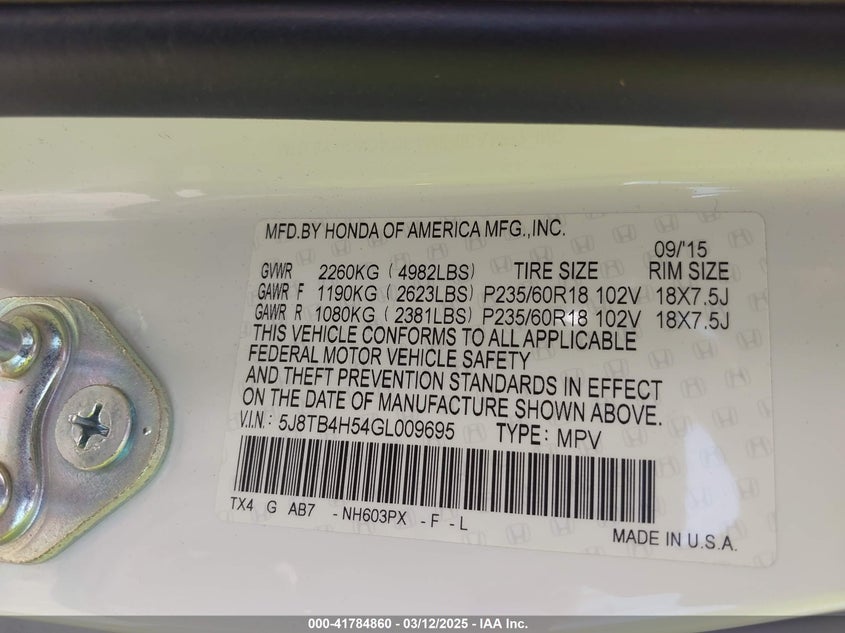 MFD.BY HONDA OF AMERICA MFG.,INC.
09/'15
GVWR 2260KG (4982LBS) TIRE SIZE RIM SIZE
GAWR F 1190KG (2623LBS) P235/60R18 102V 18X7.5J
GAWR R 1080KG (2381LBS) P235/60R18 102V 18X7.5J
THIS VEHICLE CONFORMS TO ALL APPLICABLE
FEDERAL MOTOR VEHICLE SAFETY
AND THEFT PREVENTION STANDARDS IN EFFECT
ON THE DATE OF MANUFACTURE SHOWN ABOVE.
V.I.N: 5J8TB4H54GL009695 TYPE: MPV
TX4 G AB7 -NH603PX -F -L
MADE IN U.S.A.
000-41784860 - 03/12/2025 - IAA Inc.